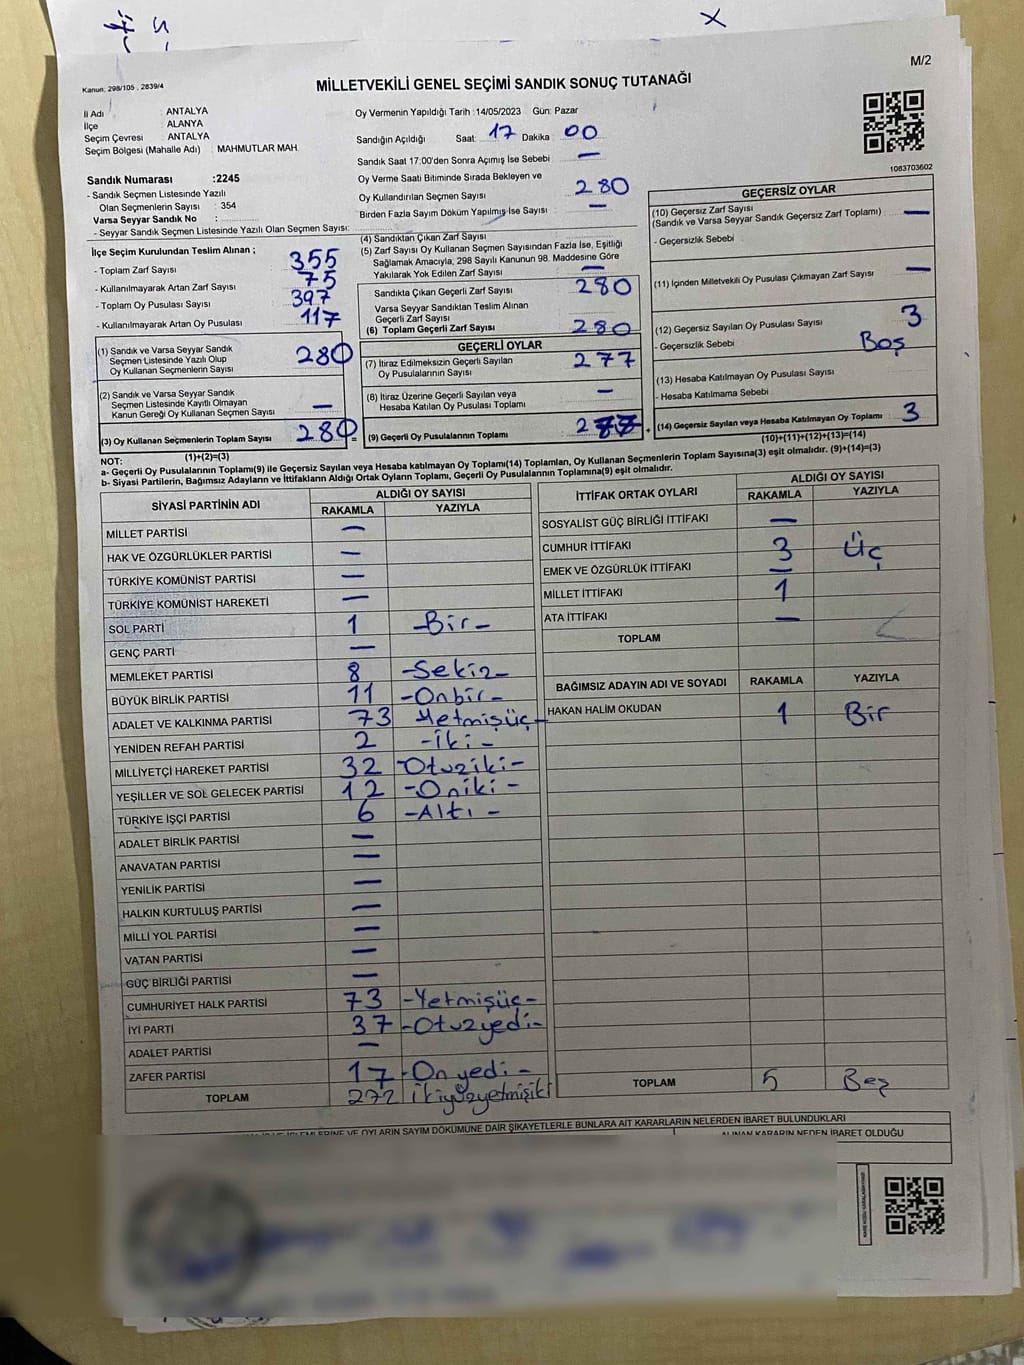 M/2
Kanun, 298/105 , 2839/4
MİLLETVEKİLİ GENEL SEÇİMİ SANDIK SONUÇ TUTANAĞI
İl Adı : ANTALYA
İlçe : ALANYA
Seçim Çevresi : ANTALYA
Seçim Bölgesi (Mahalle Adı) : MAHMUTLAR MAH.
Oy Vermenin Yapıldığı Tarih : 14/05/2023 Gün: Pazar
Sandığın Açıldığı Saat: 17 Dakika 00
Sandık Saat 17:00'den Sonra Açımış İse Sebebi —
Oy Verme Saati Bitiminde Sırada Bekleyen ve
Oy Kullandırılan Seçmen Sayısı 280
Birden Fazla Sayım Döküm Yapılmış İse Sayısı —
1083703602
Sandık Numarası :2245
- Sandık Seçmen Listesinde Yazılı
Olan Seçmenlerin Sayısı : 354
Varsa Seyyar Sandık No :
- Seyyar Sandık Seçmen Listesinde Yazılı Olan Seçmen Sayısı:
İlçe Seçim Kurulundan Teslim Alınan ;
- Toplam Zarf Sayısı 355
- Kullanılmayarak Artan Zarf Sayısı 75
- Toplam Oy Pusulası Sayısı 397
- Kullanılmayarak Artan Oy Pusulası 117
(1) Sandık ve Varsa Seyyar Sandık
Seçmen Listesinde Yazılı Olup
Oy Kullanan Seçmenlerin Sayısı 280
(2) Sandık ve Varsa Seyyar Sandık
Seçmen Listesinde Kayıtlı Olmayan
Kanun Gereği Oy Kullanan Seçmen Sayısı —
(3) Oy Kullanan Seçmenlerin Toplam Sayısı 280
(1)+(2)=(3)
(4) Sandıktan Çıkan Zarf Sayısı
(5) Zarf Sayısı Oy Kullanan Seçmen Sayısından Fazla İse, Eşitliği
Sağlamak Amacıyla, 298 Sayılı Kanunun 98. Maddesine Göre
Yakılarak Yok Edilen Zarf Sayısı —
Sandıkta Çıkan Geçerli Zarf Sayısı 280
Varsa Seyyar Sandıktan Teslim Alınan
Geçerli Zarf Sayısı
(6) Toplam Geçerli Zarf Sayısı 280
GEÇERLİ OYLAR
(7) İtiraz Edilmeksizin Geçerli Sayılan
Oy Pusulalarının Sayısı 277
(8) İtiraz Üzerine Geçerli Sayılan veya
Hesaba Katılan Oy Pusulası Toplamı —
= (9) Geçerli Oy Pusulalarının Toplamı 277
GEÇERSİZ OYLAR
(10) Geçersiz Zarf Sayısı
(Sandık ve Varsa Seyyar Sandık Geçersiz Zarf Toplamı) —
- Geçersizlik Sebebi
(11) İçinden Milletvekili Oy Pusulası Çıkmayan Zarf Sayısı —
(12) Geçersiz Sayılan Oy Pusulası Sayısı 3
- Geçersizlik Sebebi Boş
(13) Hesaba Katılmayan Oy Pusulası Sayısı
- Hesaba Katılmama Sebebi
+ (14) Geçersiz Sayılan veya Hesaba Katılmayan Oy Toplamı 3
(10)+(11)+(12)+(13)=(14)
NOT:
a- Geçerli Oy Pusulalarının Toplamı(9) ile Geçersiz Sayılan veya Hesaba katılmayan Oy Toplamı(14) Toplamları, Oy Kullanan Seçmenlerin Toplam Sayısına(3) eşit olmalıdır. (9)+(14)=(3)
b- Siyasi Partilerin, Bağımsız Adayların ve İttifakların Aldığı Ortak Oyların Toplamı, Geçerli Oy Pusulalarının Toplamına(9) eşit olmalıdır.
SİYASİ PARTİNİN ADI ALDIĞI OY SAYISI
RAKAMLA YAZIYLA
MİLLET PARTİSİ —
HAK VE ÖZGÜRLÜKLER PARTİSİ —
TÜRKİYE KOMÜNİST PARTİSİ —
TÜRKİYE KOMÜNİST HAREKETİ —
SOL PARTİ 1 -Bir-
GENÇ PARTİ —
MEMLEKET PARTİSİ 8 -Sekiz-
BÜYÜK BİRLİK PARTİSİ 11 -Onbir-
ADALET VE KALKINMA PARTİSİ 73 Yetmişüç-
YENİDEN REFAH PARTİSİ 2 -İki-
MİLLİYETÇİ HAREKET PARTİSİ 32 -Otuziki-
YEŞİLLER VE SOL GELECEK PARTİSİ 12 -Oniki-
TÜRKİYE İŞÇİ PARTİSİ 6 -Altı-
ADALET BİRLİK PARTİSİ —
ANAVATAN PARTİSİ —
YENİLİK PARTİSİ —
HALKIN KURTULUŞ PARTİSİ —
MİLLİ YOL PARTİSİ —
VATAN PARTİSİ —
GÜÇ BİRLİĞİ PARTİSİ —
CUMHURİYET HALK PARTİSİ 73 -Yetmişüç-
İYİ PARTİ 37 -Otuzyedi-
ADALET PARTİSİ —
ZAFER PARTİSİ 17 -Onyedi-
TOPLAM 272 ikiyüzyetmişiki
İTTİFAK ORTAK OYLARI ALDIĞI OY SAYISI
RAKAMLA YAZIYLA
SOSYALİST GÜÇ BİRLİĞİ İTTİFAKI —
CUMHUR İTTİFAKI 3 Üç
EMEK VE ÖZGÜRLÜK İTTİFAKI —
MİLLET İTTİFAKI 1
ATA İTTİFAKI —
TOPLAM
BAĞIMSIZ ADAYIN ADI VE SOYADI RAKAMLA YAZIYLA
HAKAN HALİM OKUDAN 1 Bir
TOPLAM 5 Beş
OYLARIN SAYIM DÖKÜMÜNE DAİR ŞİKAYETLERLE BUNLARA AİT KARARLARIN NELERDEN İBARET BULUNDUKLARI
ALINAN KARARIN NEDEN İBARET OLDUĞU